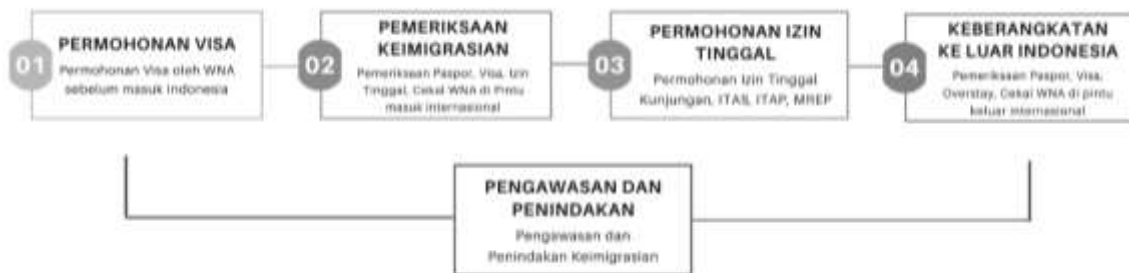 01
PERMOHONAN VISA
Permohonan Visa oleh WNA
sebelum masuk Indonesia
02
PEMERIKSAAN
KEIMIGRASIAN
Pemeriksaan Paspor, Visa, Izin
Tinggal, Cekal WNA di Pintu
masuk internasional
03
PERMOHONAN IZIN
TINGGAL
Permohonan Izin Tinggal
Kunjungan, ITAS, ITAP, MREP
04
KEBERANGKATAN
KE LUAR INDONESIA
Pemeriksaan Paspor, Visa,
Overstay, Cekal WNA di pintu
keluar internasional
PENGAWASAN DAN
PENINDAKAN
Pengawasan dan
Penindakan Keimigrasian